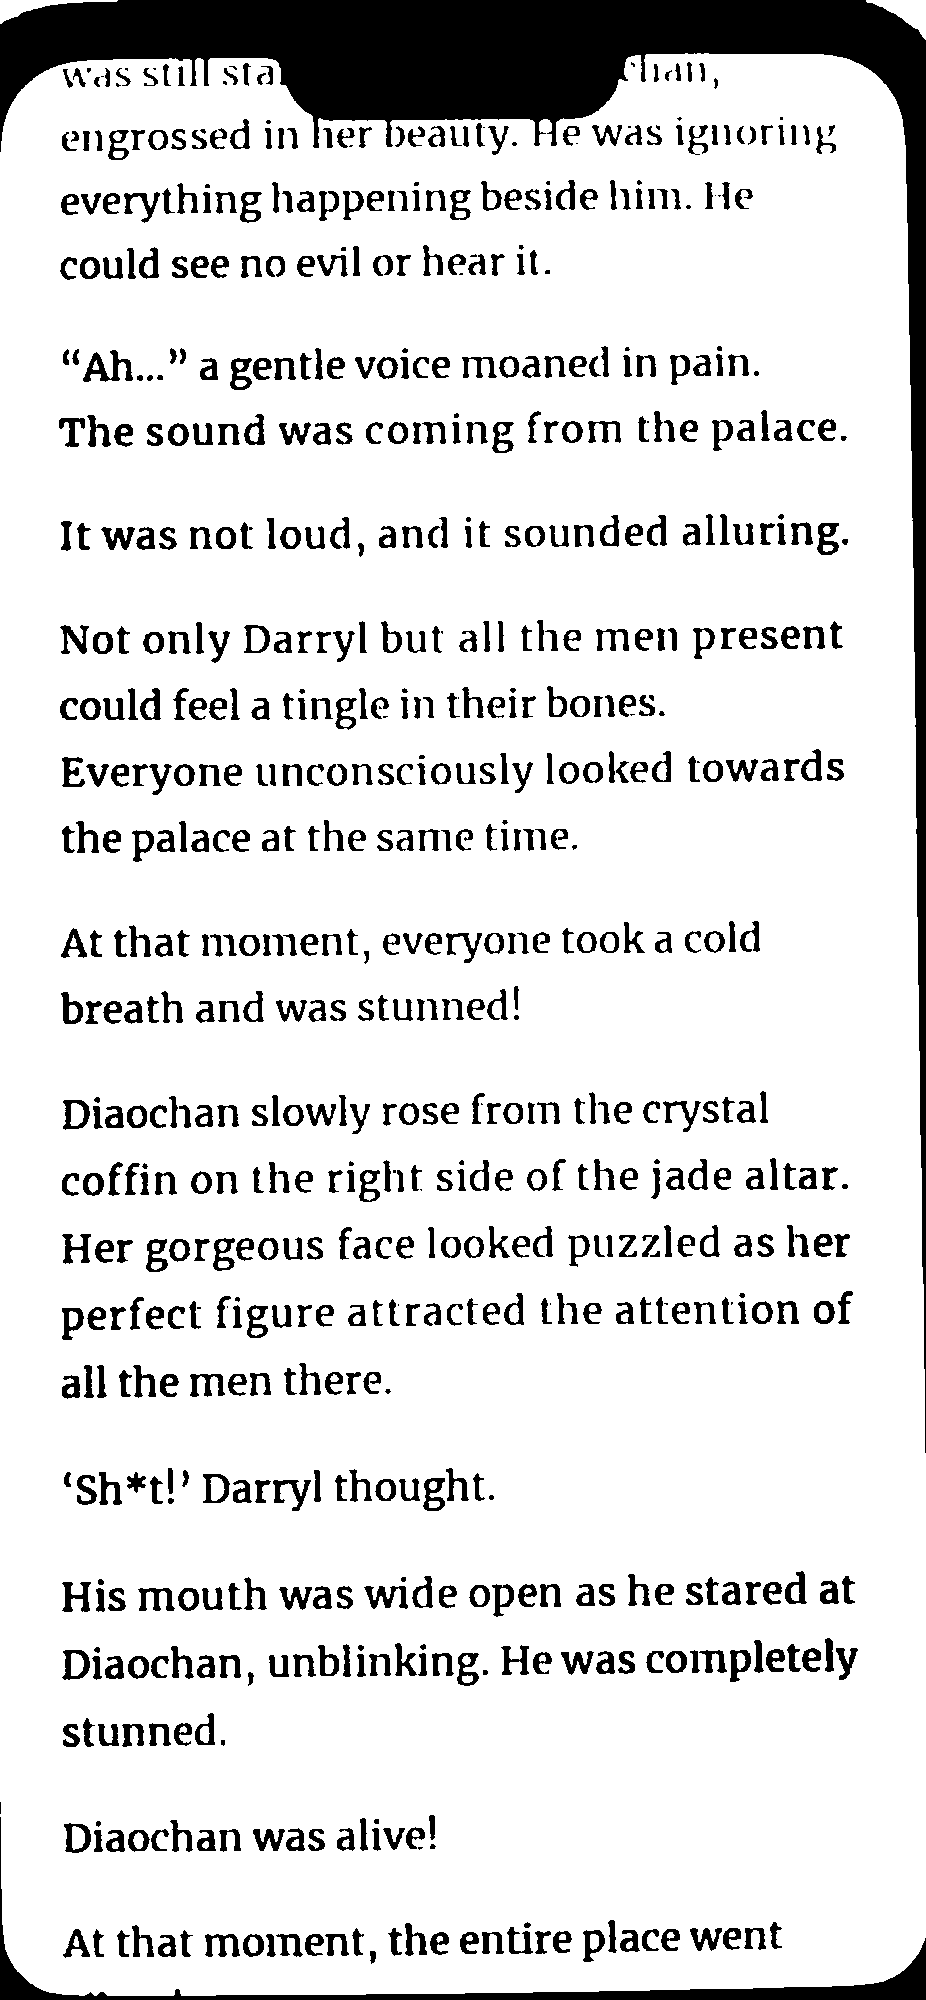 was still
engrossed in her beauty. He was ignoring
everything happening beside him. He
could see no evil or hear it.
“Ah...” a gentle voice moaned in pain.
The sound was coming from the palace.
It was not loud, and it sounded alluring.
Not only Darryl but all the men present
could feel a tingle in their bones.
Everyone unconsciously looked towards
the palace at the same time.
At that moment, everyone took a cold
breath and was stunned!
Diaochan slowly rose from the crystal
coffin on the right side of the jade altar.
Her gorgeous face looked puzzled as her
perfect figure attracted the attention of
all the men there.
‘Sh*t!’ Darryl thought.
His mouth was wide open as he stared at
Diaochan, unblinking. He was completely
stunned.
Diaochan was alive!
At that moment, the entire place went